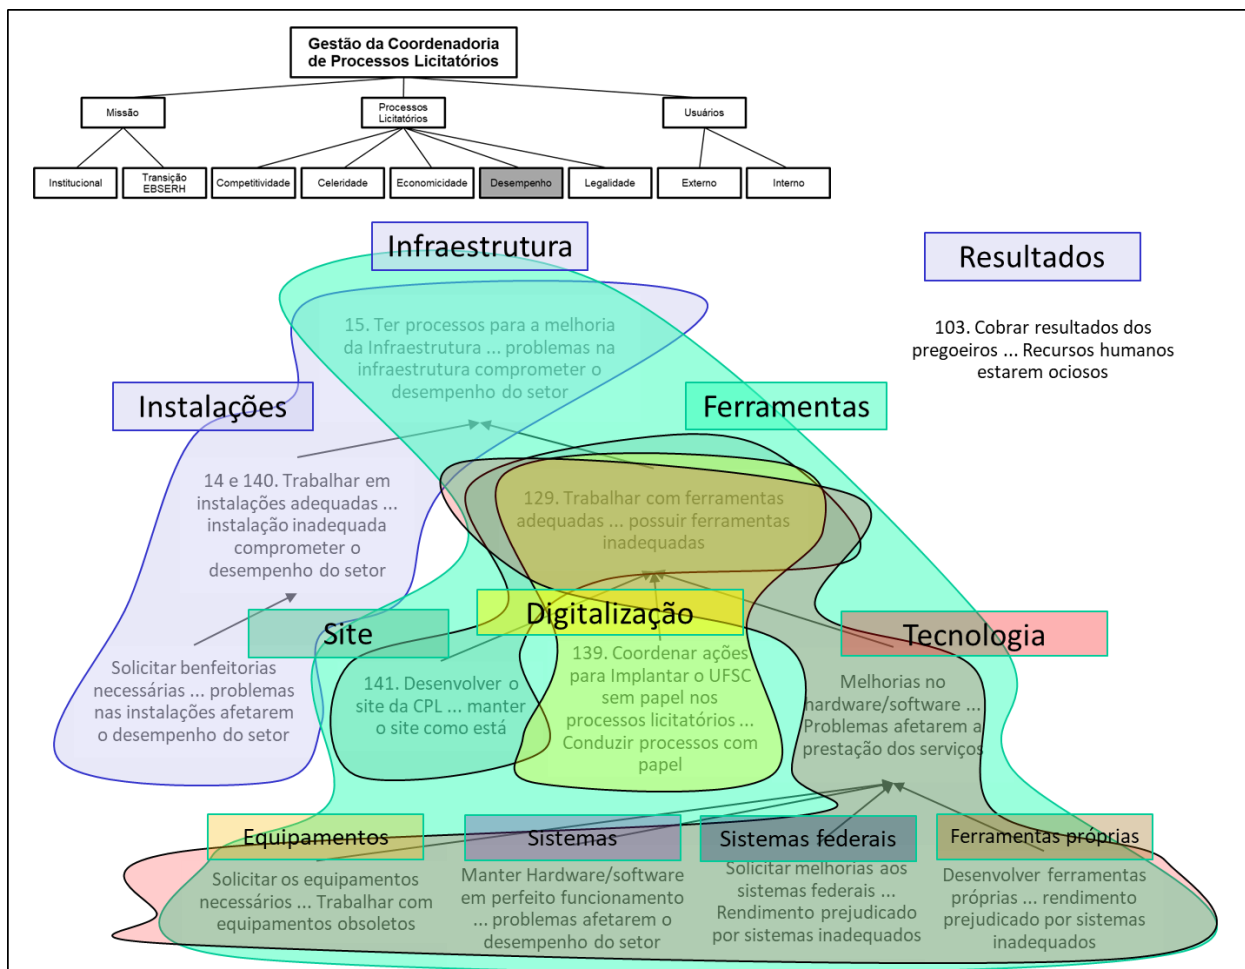 Gestão da Coordenadoria
de Processos Licitatórios
Missão
Processos
Licitatórios
Usuários
Institucional
Transição
EBSERH
Competitividade
Celeridade
Economicidade
Desempenho
Legalidade
Externo
Interno
Infraestrutura
Resultados
15. Ter processos para a melhoria
da Infraestrutura ... problemas na
infraestrutura comprometer o
desempenho do setor
103. Cobrar resultados dos
pregoeiros ... Recursos humanos
estarem ociosos
Instalações
Ferramentas
14 e 140. Trabalhar em
instalações adequadas ...
instalação inadequada
comprometer o
desempenho do setor
129. Trabalhar com ferramentas
adequadas ... possuir ferramentas
inadequadas
Site
Digitalização
Tecnologia
Solicitar benfeitorias
necessárias ... problemas
nas instalações afetarem
o desempenho do setor
141. Desenvolver o
site da CPL ... manter
o site como está
139. Coordenar ações
para Implantar o UFSC
sem papel nos
processos licitatórios ...
Conduzir processos com
papel
Melhorias no
hardware/software ...
Problemas afetarem a
prestação dos serviços
Equipamentos
Sistemas
Sistemas federais
Ferramentas próprias
Solicitar os equipamentos
necessários ... Trabalhar com
equipamentos obsoletos
Manter Hardware/software
em perfeito funcionamento
... problemas afetarem o
desempenho do setor
Solicitar melhorias aos
sistemas federais ...
Rendimento prejudicado
por sistemas inadequados
Desenvolver ferramentas
próprias ... rendimento
prejudicado por sistemas
inadequados